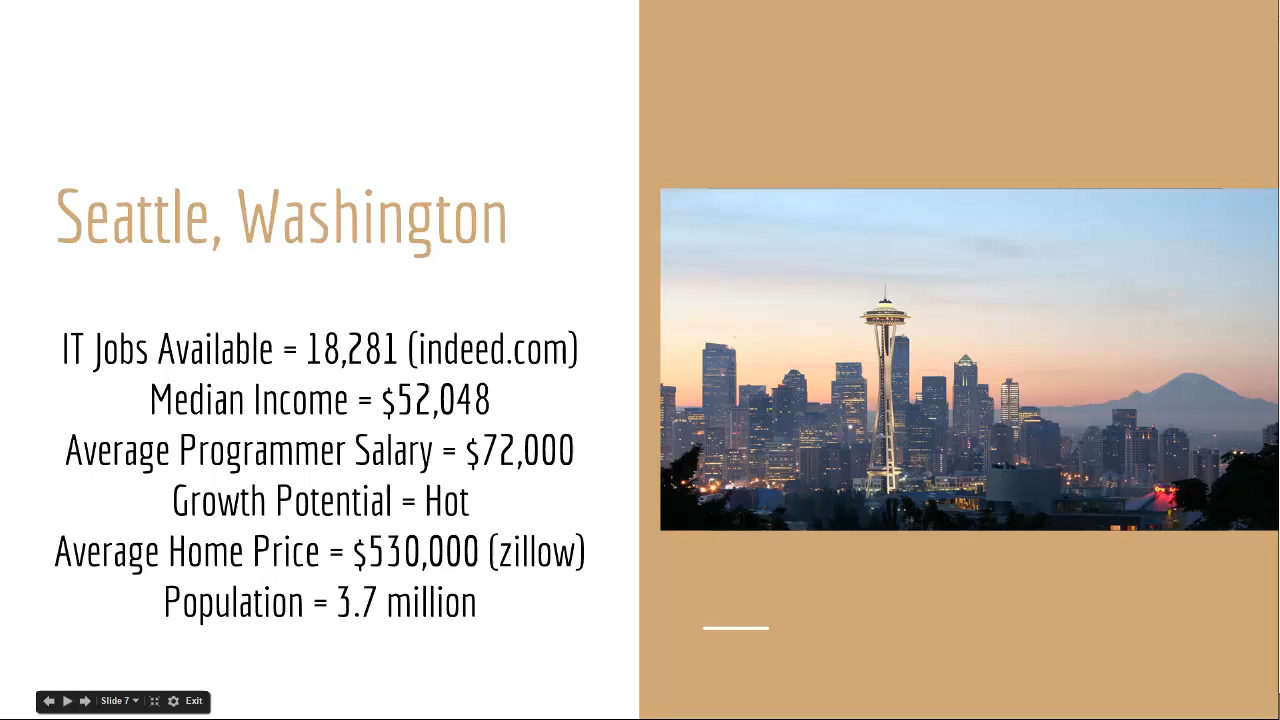 Seattle, Washington
IT Jobs Available = 18,281 (indeed.com)
Median Income = $52,048
Average Programmer Salary = $72,000
Growth Potential = Hot
Average Home Price = $530,000 (zillow)
Population = 3.7 million
Slide 7 Exit